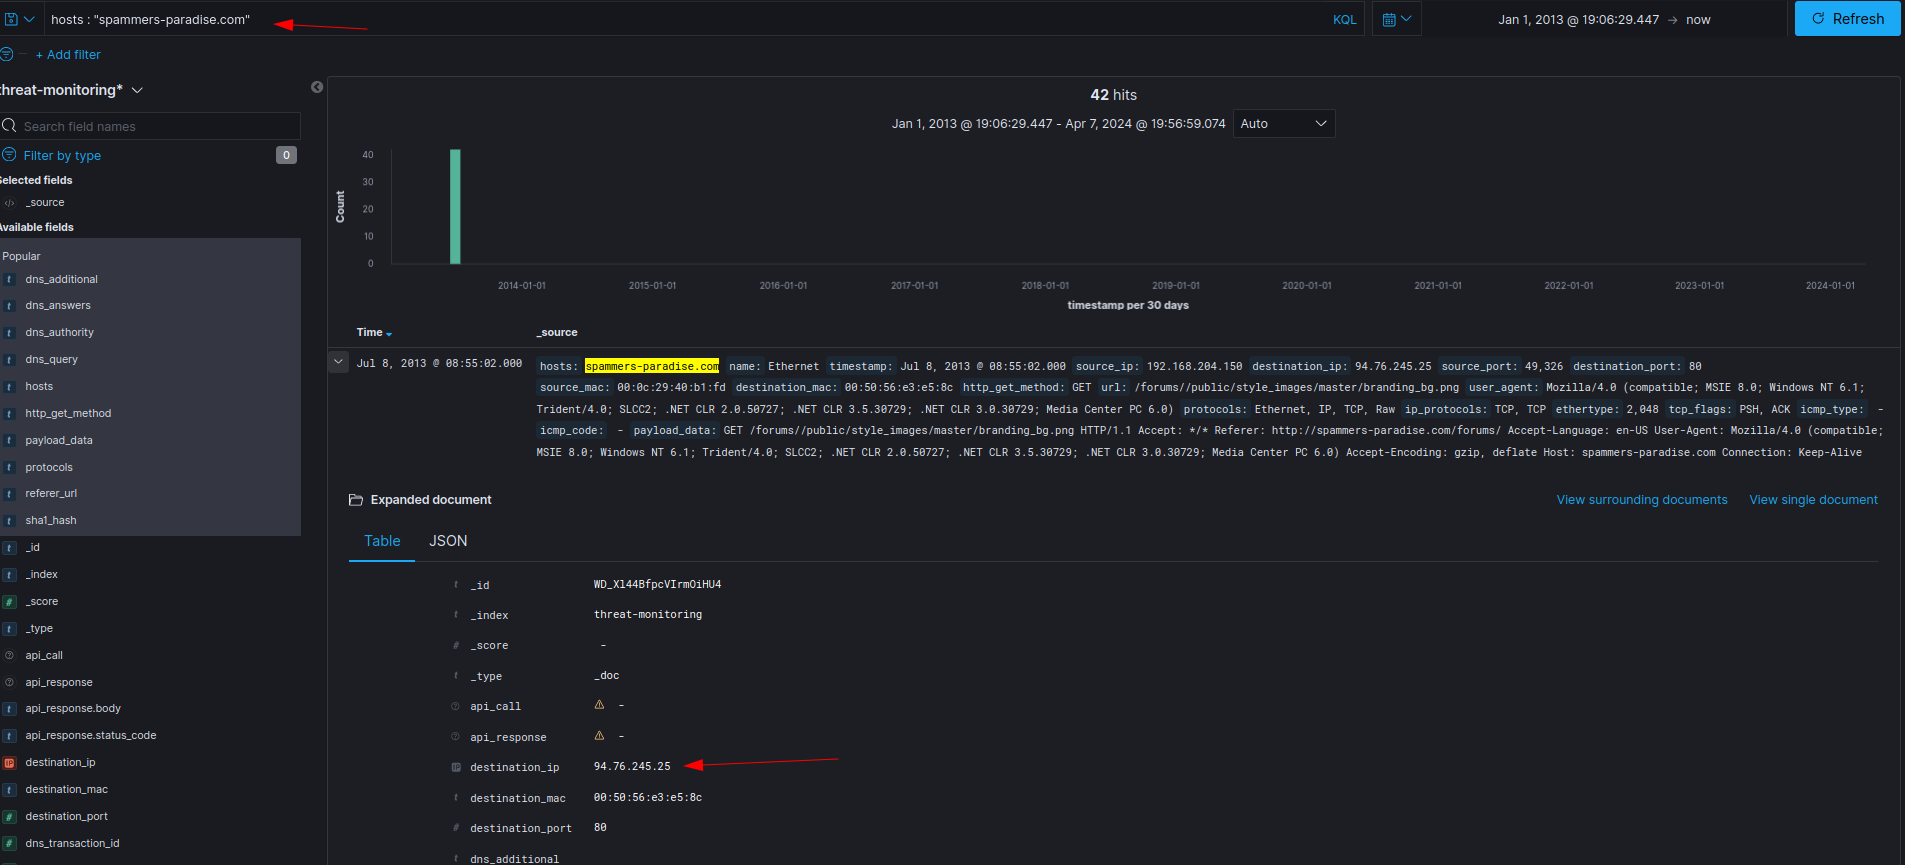 hosts : "spammers-paradise.com"
KQL
Jan 1, 2013 @ 19:06:29.447 → now
Refresh
+ Add filter
threat-monitoring*
Search field names
Filter by type 0
Selected fields
_source
Available fields
Popular
dns_additional
dns_answers
dns_authority
dns_query
hosts
http_get_method
payload_data
protocols
referer_url
sha1_hash
_id
_index
_score
_type
api_call
api_response
api_response.body
api_response.status_code
destination_ip
destination_mac
destination_port
dns_transaction_id
42 hits
Jan 1, 2013 @ 19:06:29.447 - Apr 7, 2024 @ 19:56:59.074 Auto
Count
40
30
20
10
0
2014-01-01 2015-01-01 2016-01-01 2017-01-01 2018-01-01 2019-01-01 2020-01-01 2021-01-01 2022-01-01 2023-01-01 2024-01-01
timestamp per 30 days
Time _source
Jul 8, 2013 @ 08:55:02.000 hosts: spammers-paradise.com name: Ethernet timestamp: Jul 8, 2013 @ 08:55:02.000 source_ip: 192.168.204.150 destination_ip: 94.76.245.25 source_port: 49,326 destination_port: 80
source_mac: 00:0c:29:40:b1:fd destination_mac: 00:50:56:e3:e5:8c http_get_method: GET url: /forums//public/style_images/master/branding_bg.png user_agent: Mozilla/4.0 (compatible; MSIE 8.0; Windows NT 6.1;
Trident/4.0; SLCC2; .NET CLR 2.0.50727; .NET CLR 3.5.30729; .NET CLR 3.0.30729; Media Center PC 6.0) protocols: Ethernet, IP, TCP, Raw ip_protocols: TCP, TCP ethertype: 2,048 tcp_flags: PSH, ACK icmp_type: -
icmp_code: - payload_data: GET /forums//public/style_images/master/branding_bg.png HTTP/1.1 Accept: */* Referer: http://spammers-paradise.com/forums/ Accept-Language: en-US User-Agent: Mozilla/4.0 (compatible;
MSIE 8.0; Windows NT 6.1; Trident/4.0; SLCC2; .NET CLR 2.0.50727; .NET CLR 3.5.30729; .NET CLR 3.0.30729; Media Center PC 6.0) Accept-Encoding: gzip, deflate Host: spammers-paradise.com Connection: Keep-Alive
Expanded document View surrounding documents View single document
Table JSON
t _id WD_Xl44BfpcVIrmOiHU4
t _index threat-monitoring
# _score -
t _type _doc
api_call -
api_response -
destination_ip 94.76.245.25
t destination_mac 00:50:56:e3:e5:8c
# destination_port 80
t dns_additional